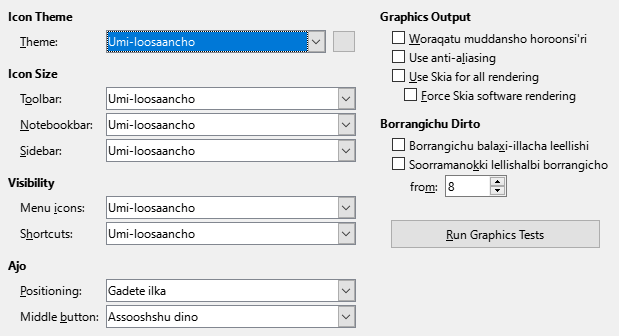 Icon Theme
Theme: Umi-loosaancho
Icon Size
Toolbar: Umi-loosaancho
Notebookbar: Umi-loosaancho
Sidebar: Umi-loosaancho
Visibility
Menu icons: Umi-loosaancho
Shortcuts: Umi-loosaancho
Ajo
Positioning: Gadete ilka
Middle button: Assooshshu dino
Graphics Output
Woraqatu muddansho horoonsi'ri
Use anti-aliasing
Use Skia for all rendering
Force Skia software rendering
Borrangichu Dirto
Borrangichu balaxi-illacha leellishi
Soorramanokki lellishalbi borrangicho
from: 8
Run Graphics Tests